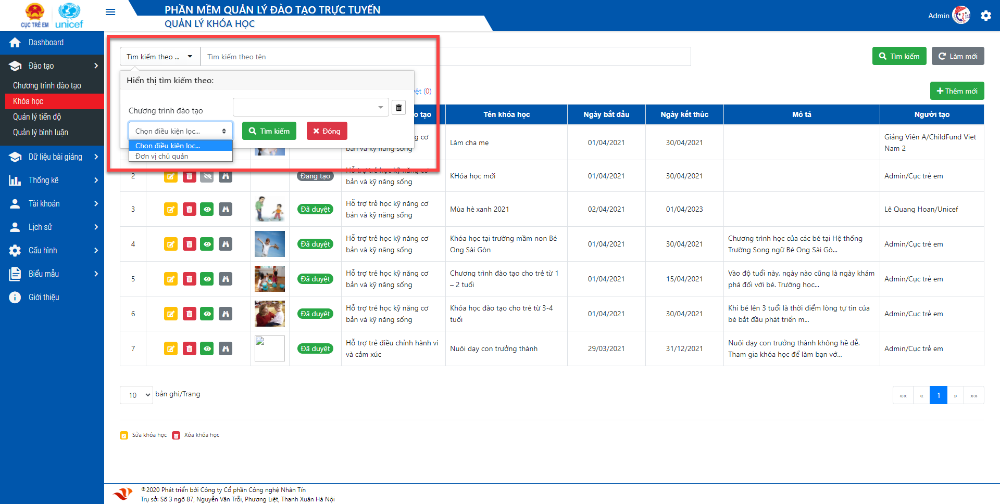 CỤC TRẺ EM
unicef
PHẦN MỀM QUẢN LÝ ĐÀO TẠO TRỰC TUYẾN
QUẢN LÝ KHÓA HỌC
Admin
Dashboard
Đào tạo
Chương trình đào tạo
Khóa học
Quản lý tiến độ
Quản lý bình luận
Dữ liệu bài giảng
Thống kê
Tài khoản
Lịch sử
Cấu hình
Biểu mẫu
Giới thiệu
Tìm kiếm theo ...
Tìm kiếm theo tên
Tìm kiếm
Làm mới
Hiển thị tìm kiếm theo:
Chương trình đào tạo
Chọn điều kiện lọc...
Tìm kiếm
Đóng
Chọn điều kiện lọc...
Đơn vị chủ quản
yệt (0)
Thêm mới
o tạo
Tên khóa học
Ngày bắt đầu
Ngày kết thúc
Mô tả
Người tạo
g cơ
bản và kỹ năng sống
Làm cha mẹ
01/04/2021
30/04/2021
Giảng Viên A/ChildFund Viet
Nam 2
2
Đang tạo
Hỗ trợ trẻ học kỹ năng cơ
bản và kỹ năng sống
KHóa học mới
01/04/2021
30/04/2021
Admin/Cục trẻ em
3
Đã duyệt
Hỗ trợ trẻ học kỹ năng cơ
bản và kỹ năng sống
Mùa hè xanh 2021
02/04/2021
01/04/2023
Lê Quang Hoan/Unicef
4
Đã duyệt
Hỗ trợ trẻ học kỹ năng cơ
bản và kỹ năng sống
Khóa học tại trường mầm non Bé
Ong Sài Gòn
01/04/2021
30/04/2021
Chương trình học của các bé tại Hệ thống
Trường Song ngữ Bé Ong Sài Gò...
Admin/Cục trẻ em
5
Đã duyệt
Hỗ trợ trẻ học kỹ năng cơ
bản và kỹ năng sống
Chương trình đào tạo cho trẻ từ 1
– 2 tuổi
01/04/2021
15/04/2021
Vào độ tuổi này, ngày nào cũng là ngày khám
phá đối với bé. Trường học...
Admin/Cục trẻ em
6
Đã duyệt
Hỗ trợ trẻ học kỹ năng cơ
bản và kỹ năng sống
Khóa học đào tạo cho trẻ từ 3-4
tuổi
01/04/2021
30/04/2021
Khi bé lên 3 tuổi là thời điểm lòng tự tin của
bé bắt đầu phát triển m...
Admin/Cục trẻ em
7
Đã duyệt
Hỗ trợ trẻ điều chỉnh hành vi
và cảm xúc
Nuôi dạy con trưởng thành
29/03/2021
31/12/2021
Nuôi dạy con trưởng thành không hề dễ.
Tham gia khóa học để làm bạn vớ...
Admin/Cục trẻ em
10
bản ghi/Trang
«« « 1 » »»
Sửa khóa học
Xóa khóa học
©2020 Phát triển bởi Công ty Cổ phần Công nghệ Nhân Tín
Trụ sở: Số 3 ngõ 87, Nguyễn Văn Trỗi, Phương Liệt, Thanh Xuân Hà Nội